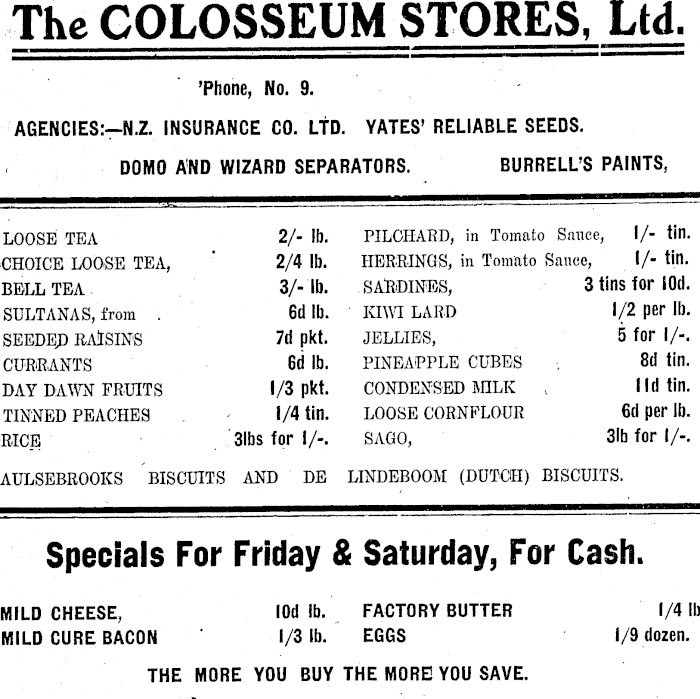 The COLOSSEUM STORES, Ltd.
'Phone, No. 9.
AGENCIES:—N.Z. INSURANCE CO. LTD. YATES' RELIABLE SEEDS.
DOMO AND WIZARD SEPARATORS. BURRELL'S PAINTS,
LOOSE TEA 2/- lb. PILCHARD, in Tomato Sauce, 1/- tin.
CHOICE LOOSE TEA, 2/4 lb. HERRINGS, in Tomato Sauce, 1/- tin.
BELL TEA 3/- lb. SARDINES, 3 tins for 10d.
SULTANAS, from 6d lb. KIWI LARD 1/2 per lb.
SEEDED RAISINS 7d pkt. JELLIES, 5 for 1/-.
CURRANTS 6d lb. PINEAPPLE CUBES 8d tin.
DAY DAWN FRUITS 1/3 pkt. CONDENSED MILK 11d tin.
TINNED PEACHES 1/4 tin. LOOSE CORNFLOUR 6d per lb.
RICE 3lbs for 1/-. SAGO, 3lb for 1/-.
AULSEBROOKS BISCUITS AND DE LINDEBOOM (DUTCH) BISCUITS.
Specials For Friday & Saturday, For Cash.
MILD CHEESE, 10d lb. FACTORY BUTTER 1/4 lb
MILD CURE BACON 1/3 lb. EGGS 1/9 dozen.
THE MORE YOU BUY THE MORE YOU SAVE.